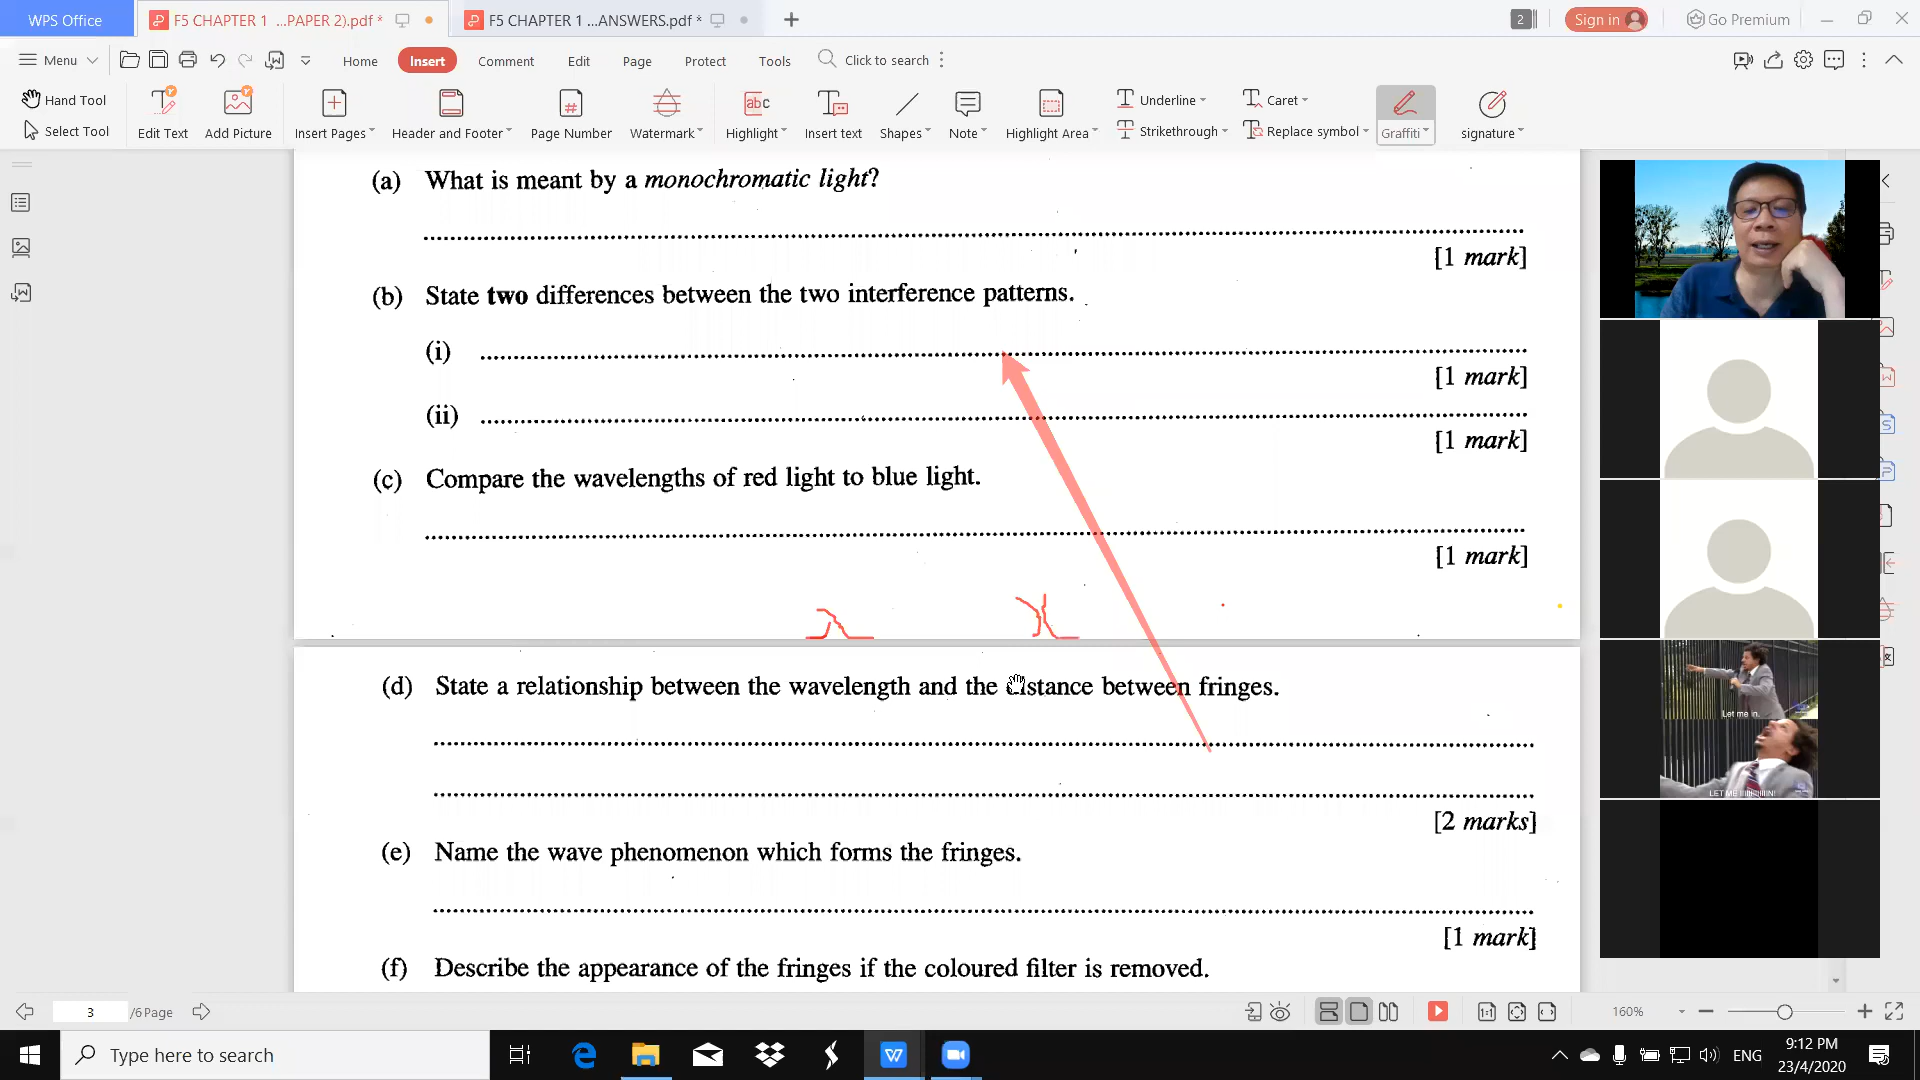 WPS Office
F5 CHAPTER 1 ...PAPER 2).pdf *
F5 CHAPTER 1 ...ANSWERS.pdf *
2
Sign in
Go Premium
Menu
Home
Insert
Comment
Edit
Page
Protect
Tools
Click to search
Hand Tool
Select Tool
Edit Text
Add Picture
Insert Pages
Header and Footer
Page Number
Watermark
Highlight
Insert text
Shapes
Note
Highlight Area
Underline
Strikethrough
Caret
Replace symbol
Graffiti
signature
(a) What is meant by a monochromatic light?
[1 mark]
(b) State two differences between the two interference patterns.
(i)
[1 mark]
(ii)
[1 mark]
(c) Compare the wavelengths of red light to blue light.
[1 mark]
λ
(d) State a relationship between the wavelength and the distance between fringes.
[2 marks]
(e) Name the wave phenomenon which forms the fringes.
[1 mark]
(f) Describe the appearance of the fringes if the coloured filter is removed.
Let me in.
3
/6 Page
160%
Type here to search
ENG
9:12 PM
23/4/2020